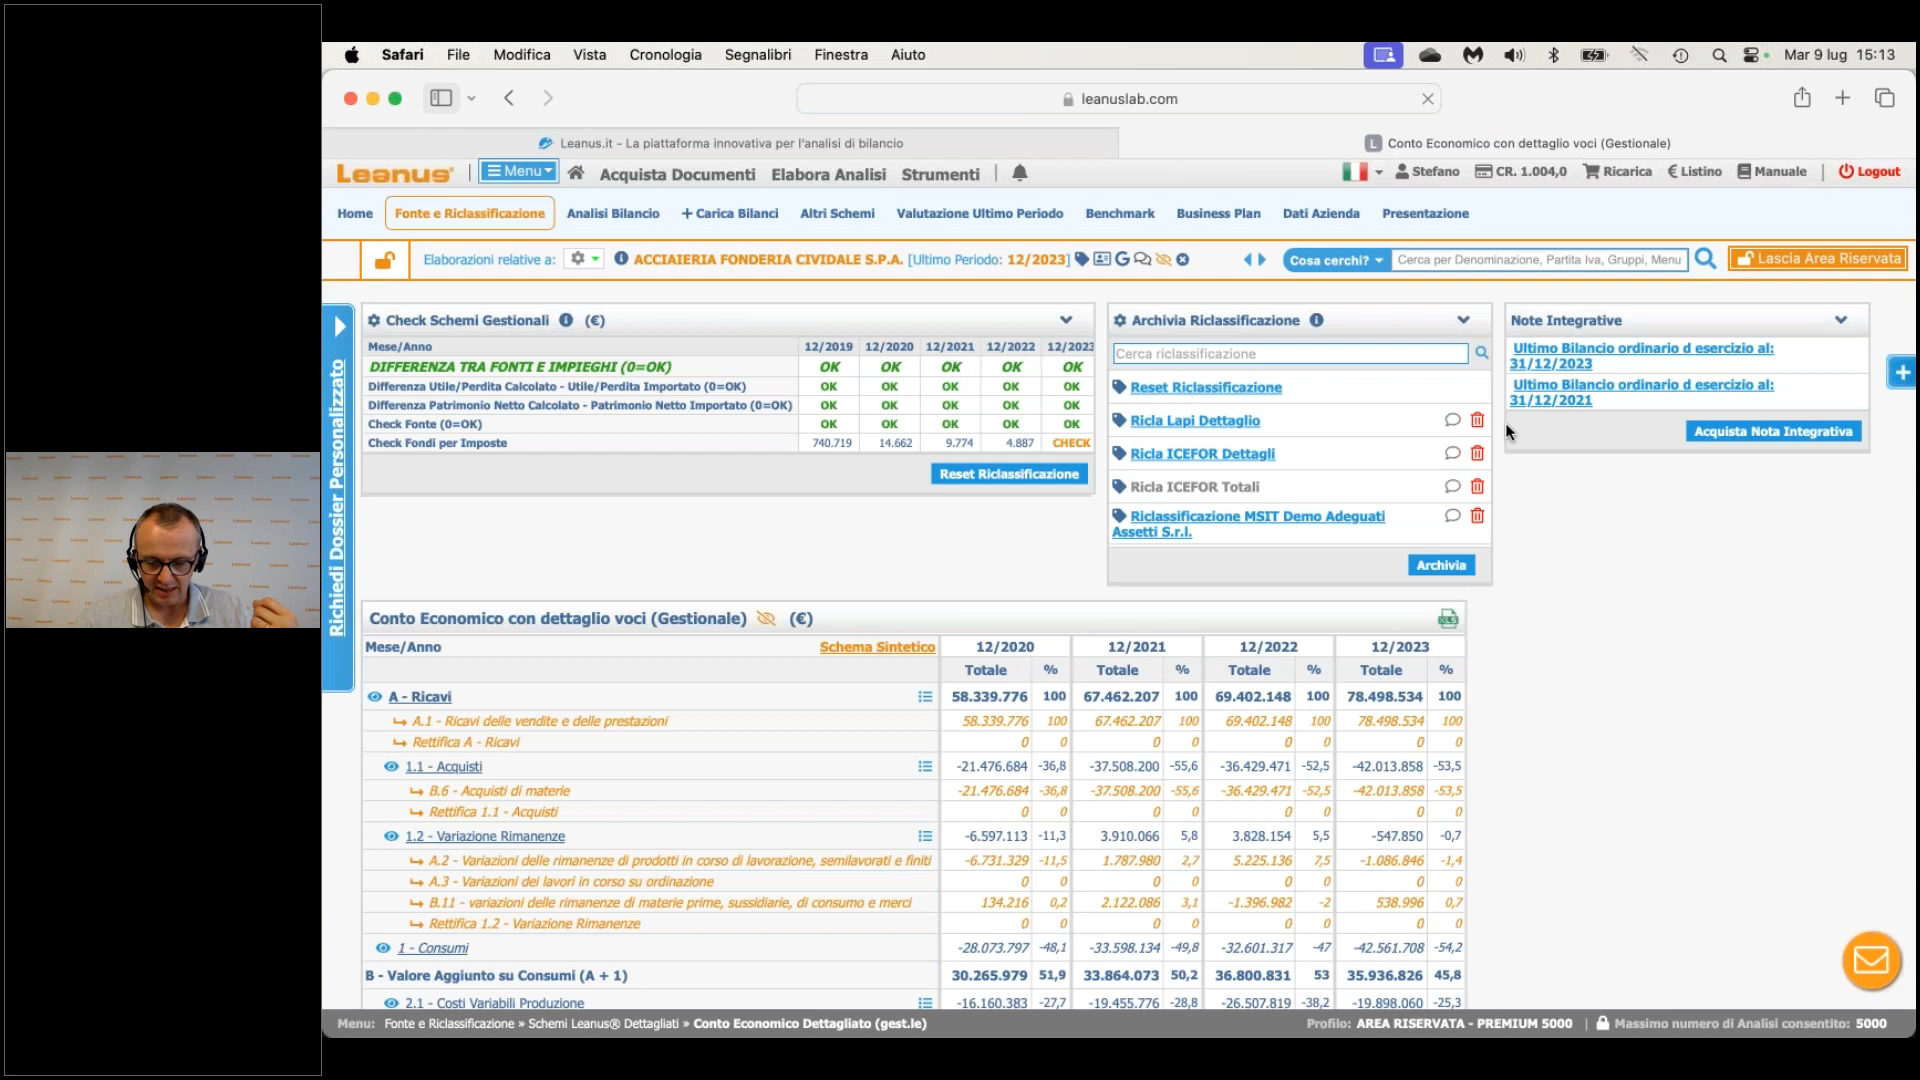 Safari File Modifica Vista Cronologia Segnalibri Finestra Aiuto Mar 9 lug 15:13
leanuslab.com
Leanus.it - La piattaforma innovativa per l'analisi di bilancio L Conto Economico con dettaglio voci (Gestionale)
Leanus® | Menu Acquista Documenti Elabora Analisi Strumenti | Stefano CR. 1.004,0 Ricarica € Listino Manuale | Logout
Home Fonte e Riclassificazione Analisi Bilancio + Carica Bilanci Altri Schemi Valutazione Ultimo Periodo Benchmark Business Plan Dati Azienda Presentazione
Elaborazioni relative a: ACCIAIERIA FONDERIA CIVIDALE S.P.A. [Ultimo Periodo: 12/2023] Cosa cerchi? Cerca per Denominazione, Partita Iva, Gruppi, Menu Lascia Area Riservata
Richiedi Dossier Personalizzato
Check Schemi Gestionali (€)
Mese/Anno 12/2019 12/2020 12/2021 12/2022 12/2023
DIFFERENZA TRA FONTI E IMPIEGHI (0=OK) OK OK OK OK OK
Differenza Utile/Perdita Calcolato - Utile/Perdita Importato (0=OK) OK OK OK OK OK
Differenza Patrimonio Netto Calcolato - Patrimonio Netto Importato (0=OK) OK OK OK OK OK
Check Fonte (0=OK) OK OK OK OK OK
Check Fondi per Imposte 740.719 14.662 9.774 4.887 CHECK
Reset Riclassificazione
Archivia Riclassificazione
Cerca riclassificazione
Reset Riclassificazione
Ricla Lapi Dettaglio
Ricla ICEFOR Dettagli
Ricla ICEFOR Totali
Riclassificazione MSIT Demo Adeguati
Assetti S.r.l.
Archivia
Note Integrative
Ultimo Bilancio ordinario d esercizio al:
31/12/2023
Ultimo Bilancio ordinario d esercizio al:
31/12/2021
Acquista Nota Integrativa
Conto Economico con dettaglio voci (Gestionale) (€) XLS
Mese/Anno Schema Sintetico 12/2020 12/2021 12/2022 12/2023
Totale % Totale % Totale % Totale %
A - Ricavi 58.339.776 100 67.462.207 100 69.402.148 100 78.498.534 100
A.1 - Ricavi delle vendite e delle prestazioni 58.339.776 100 67.462.207 100 69.402.148 100 78.498.534 100
Rettifica A - Ricavi 0 0 0 0 0 0 0 0
1.1 - Acquisti -21.476.684 -36,8 -37.508.200 -55,6 -36.429.471 -52,5 -42.013.858 -53,5
B.6 - Acquisti di materie -21.476.684 -36,8 -37.508.200 -55,6 -36.429.471 -52,5 -42.013.858 -53,5
Rettifica 1.1 - Acquisti 0 0 0 0 0 0 0 0
1.2 - Variazione Rimanenze -6.597.113 -11,3 3.910.066 5,8 3.828.154 5,5 -547.850 -0,7
A.2 - Variazioni delle rimanenze di prodotti in corso di lavorazione, semilavorati e finiti -6.731.329 -11,5 1.787.980 2,7 5.225.136 7,5 -1.086.846 -1,4
A.3 - Variazioni dei lavori in corso su ordinazione 0 0 0 0 0 0 0 0
B.11 - variazioni delle rimanenze di materie prime, sussidiarie, di consumo e merci 134.216 0,2 2.122.086 3,1 -1.396.982 -2 538.996 0,7
Rettifica 1.2 - Variazione Rimanenze 0 0 0 0 0 0 0 0
1 - Consumi -28.073.797 -48,1 -33.598.134 -49,8 -32.601.317 -47 -42.561.708 -54,2
B - Valore Aggiunto su Consumi (A + 1) 30.265.979 51,9 33.864.073 50,2 36.800.831 53 35.936.826 45,8
2.1 - Costi Variabili Produzione -16.160.383 -27,7 -19.455.776 -28,8 -26.507.819 -38,2 -19.898.060 -25,3
Menu: Fonte e Riclassificazione » Schemi Leanus® Dettagliati » Conto Economico Dettagliato (gest.le) Profilo: AREA RISERVATA - PREMIUM 5000 | Massimo numero di Analisi consentito: 5000